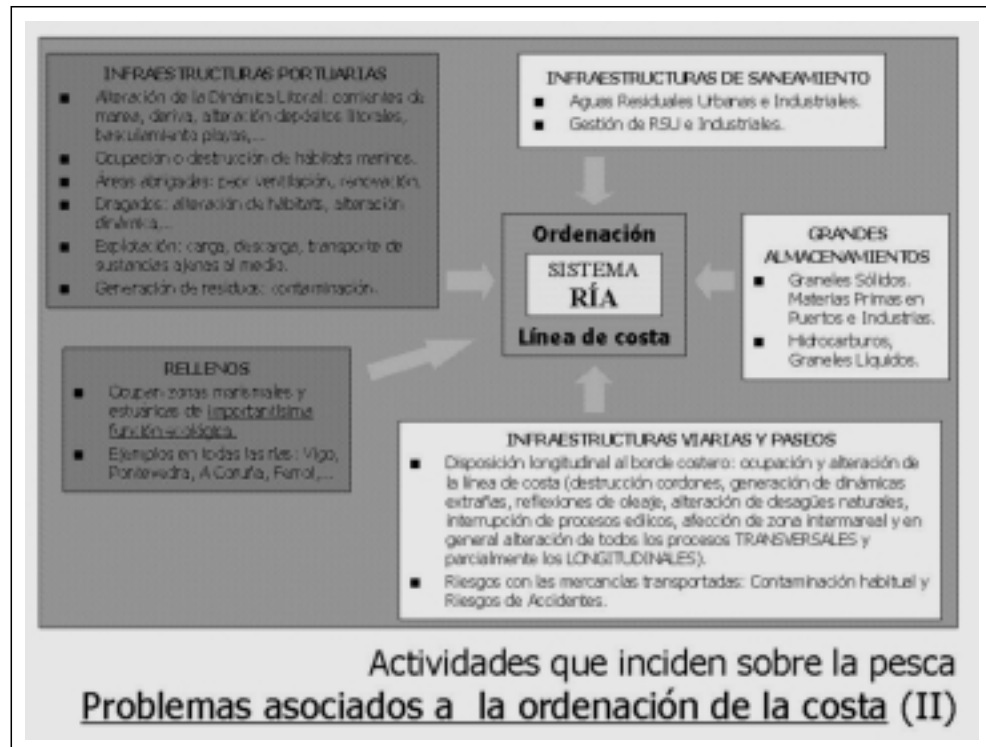 INFRAESTRUCTURAS PORTUARIAS
■ Alteración de la Dinámica Litoral: corrientes de
marea, deriva, alteración depósitos litorales,
basculamiento playas,...
■ Ocupación o destrucción de hábitats marinos.
■ Áreas abrigadas: peor ventilación, renovación.
■ Dragados: alteración de hábitats, alteración
dinámica,...
■ Explotación: carga, descarga, transporte de
sustancias ajenas al medio.
■ Generación de residuos: contaminación.
INFRAESTRUCTURAS DE SANEAMIENTO
■ Aguas Residuales Urbanas e Industriales.
■ Gestión de RSU e Industriales.
Ordenación
SISTEMA
RÍA
Línea de costa
GRANDES
ALMACENAMIENTOS
■ Graneles Sólidos.
Materias Primas en
Puertos e Industrias.
■ Hidrocarburos,
Graneles Líquidos.
RELLENOS
■ Ocupan zonas marismales y
estuáricas de importantísima
función ecológica.
■ Ejemplos en todas las rías: Vigo,
Pontevedra, A Coruña, Ferrol,...
INFRAESTRUCTURAS VIARIAS Y PASEOS
■ Disposición longitudinal al borde costero: ocupación y alteración de
la línea de costa (destrucción cordones, generación de dinámicas
extrañas, reflexiones de oleaje, alteración de desagües naturales,
interrupción de procesos eólicos, afección de zona intermareal y en
general alteración de todos los procesos TRANSVERSALES y
parcialmente los LONGITUDINALES).
■ Riesgos con las mercancías transportadas: Contaminación habitual y
Riesgos de Accidentes.
Actividades que inciden sobre la pesca
Problemas asociados a la ordenación de la costa (II)